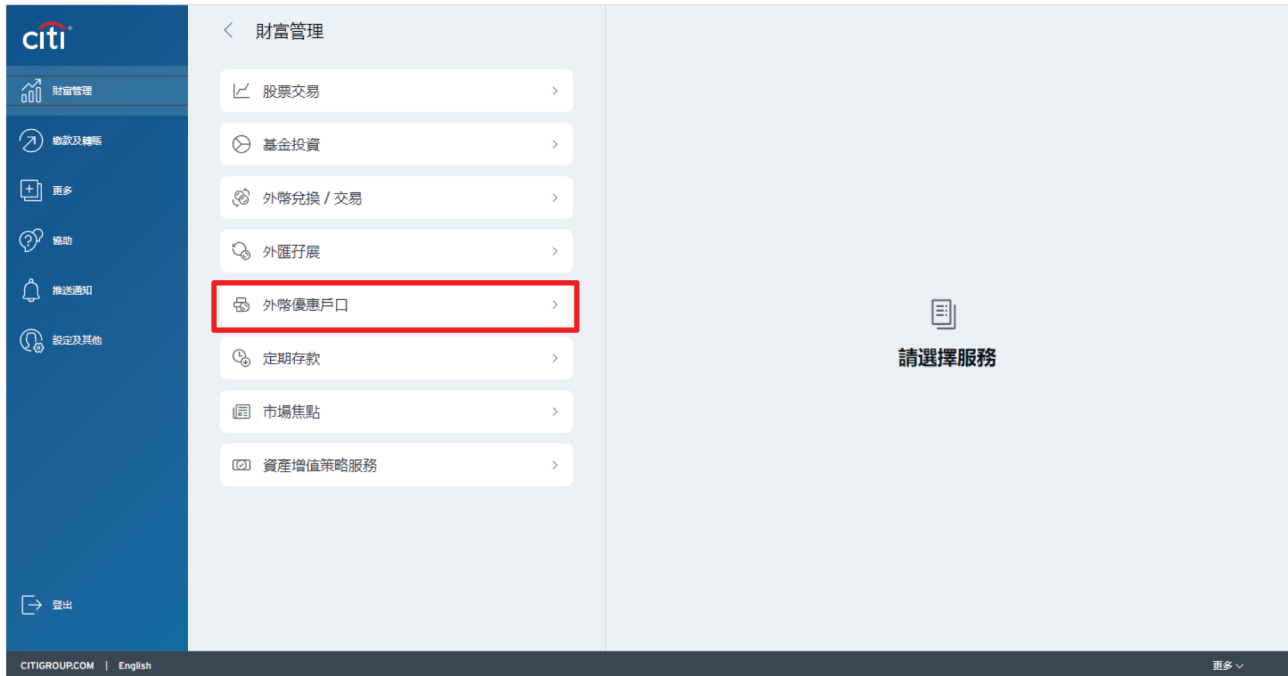 citi
財富管理
繳款及轉賬
更多
協助
推送通知
設定及其他
登出
財富管理
股票交易
基金投資
外幣兌換 / 交易
外匯孖展
外幣優惠戶口
定期存款
市場焦點
資產增值策略服務
請選擇服務
CITIGROUP.COM | English
更多